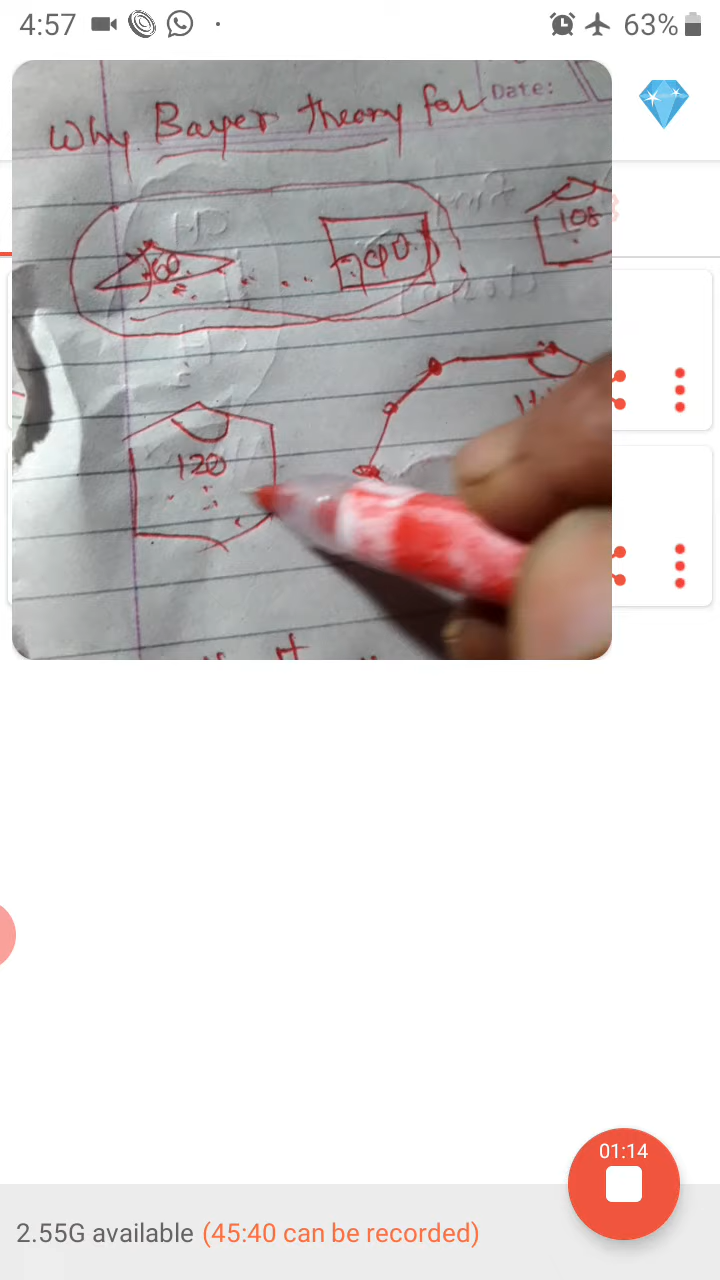 4:57 63%
Why Bayer theory fai Date:
60 90 108
120
01:14
2.55G available (45:40 can be recorded)